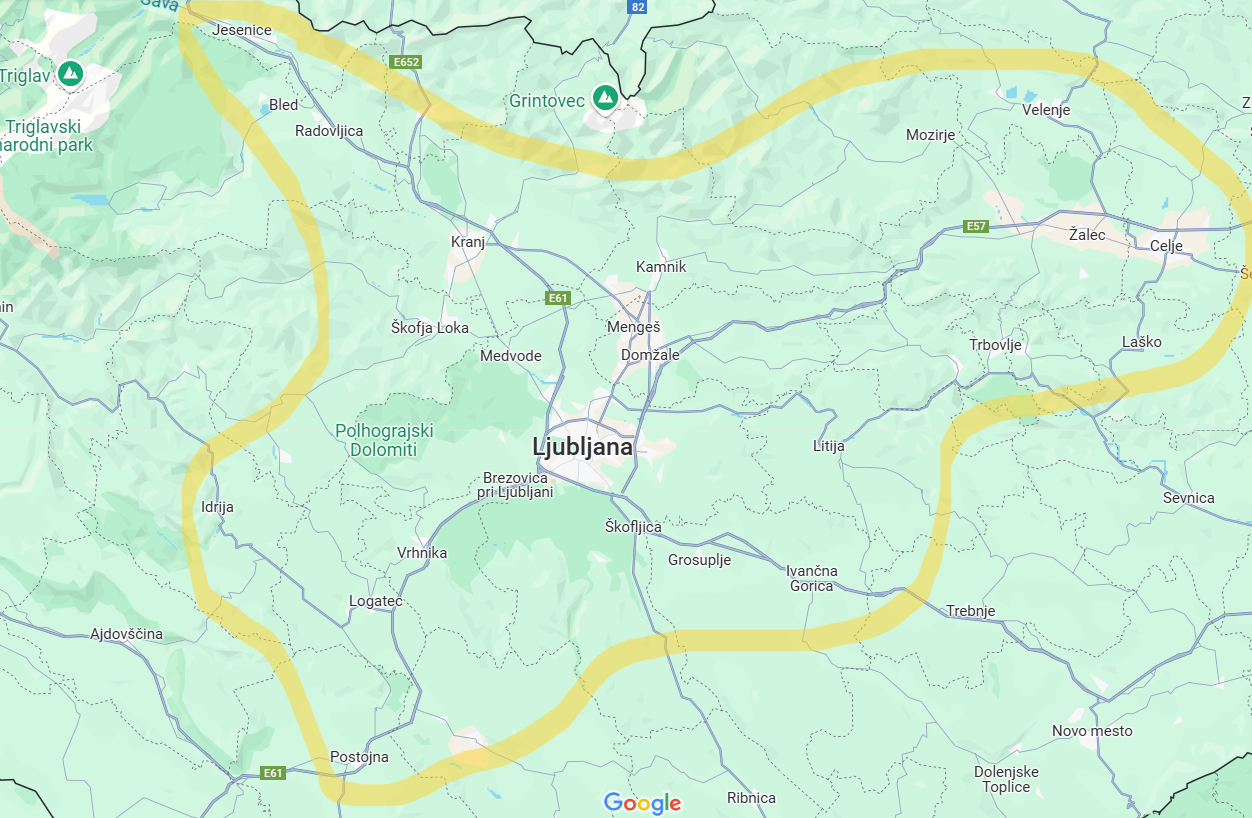 Sava
82
Jesenice
E652
Triglav
Grintovec
Bled
Velenje
Triglavski
narodni park
Radovljica
Mozirje
E57
Žalec
Kranj
Celje
Kamnik
E61
Škofja Loka
Mengeš
Medvode
Domžale
Trbovlje
Laško
Polhograjski
Dolomiti
Ljubljana
Litija
Brezovica
pri Ljubljani
Sevnica
Idrija
Škofljica
Vrhnika
Grosuplje
Ivančna
Gorica
Logatec
Trebnje
Ajdovščina
Novo mesto
Postojna
E61
Dolenjske
Toplice
Ribnica
Google